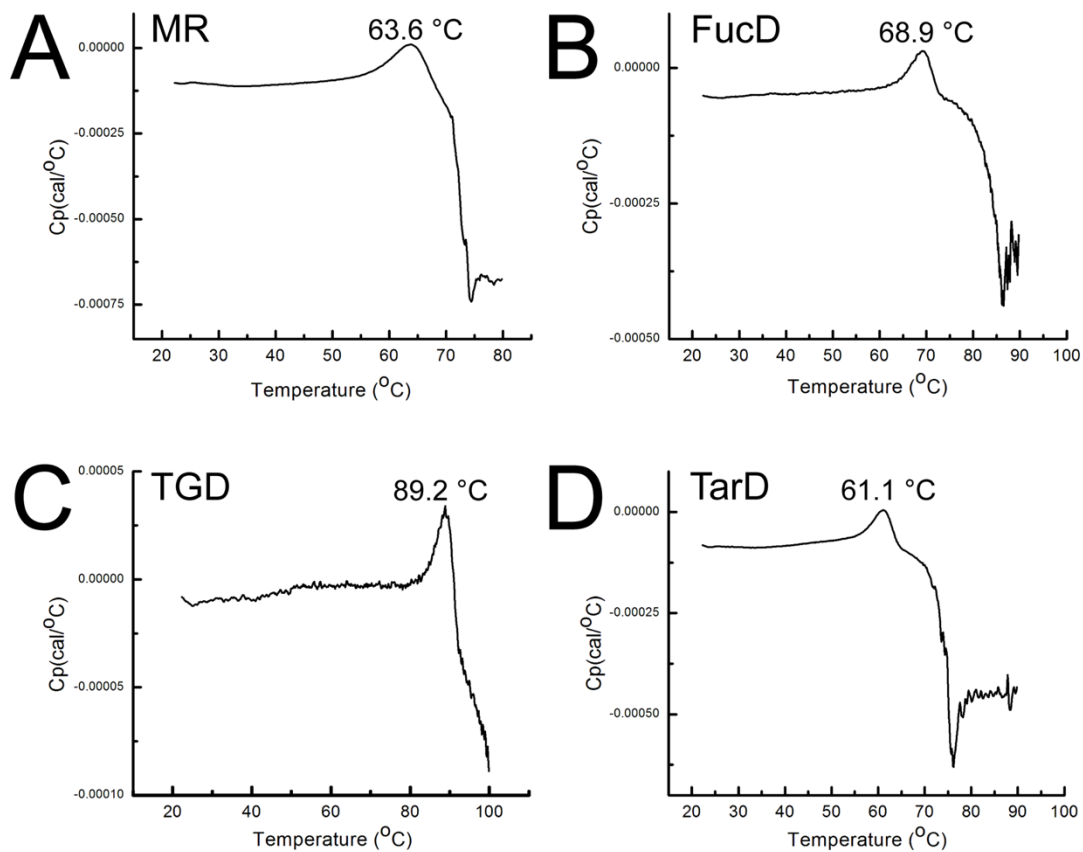 A
MR
63.6 °C
0.00000
-0.00025
-0.00050
-0.00075
Cp(cal/°C)
20 30 40 50 60 70 80
Temperature (°C)
B
FucD
68.9 °C
0.00000
-0.00025
-0.00050
Cp(cal/°C)
20 30 40 50 60 70 80 90 100
Temperature (°C)
C
TGD
89.2 °C
0.00005
0.00000
-0.00005
-0.00010
Cp(cal/°C)
20 40 60 80 100
Temperature (°C)
D
TarD
61.1 °C
0.00000
-0.00025
-0.00050
Cp(cal/°C)
20 30 40 50 60 70 80 90 100
Temperature (°C)